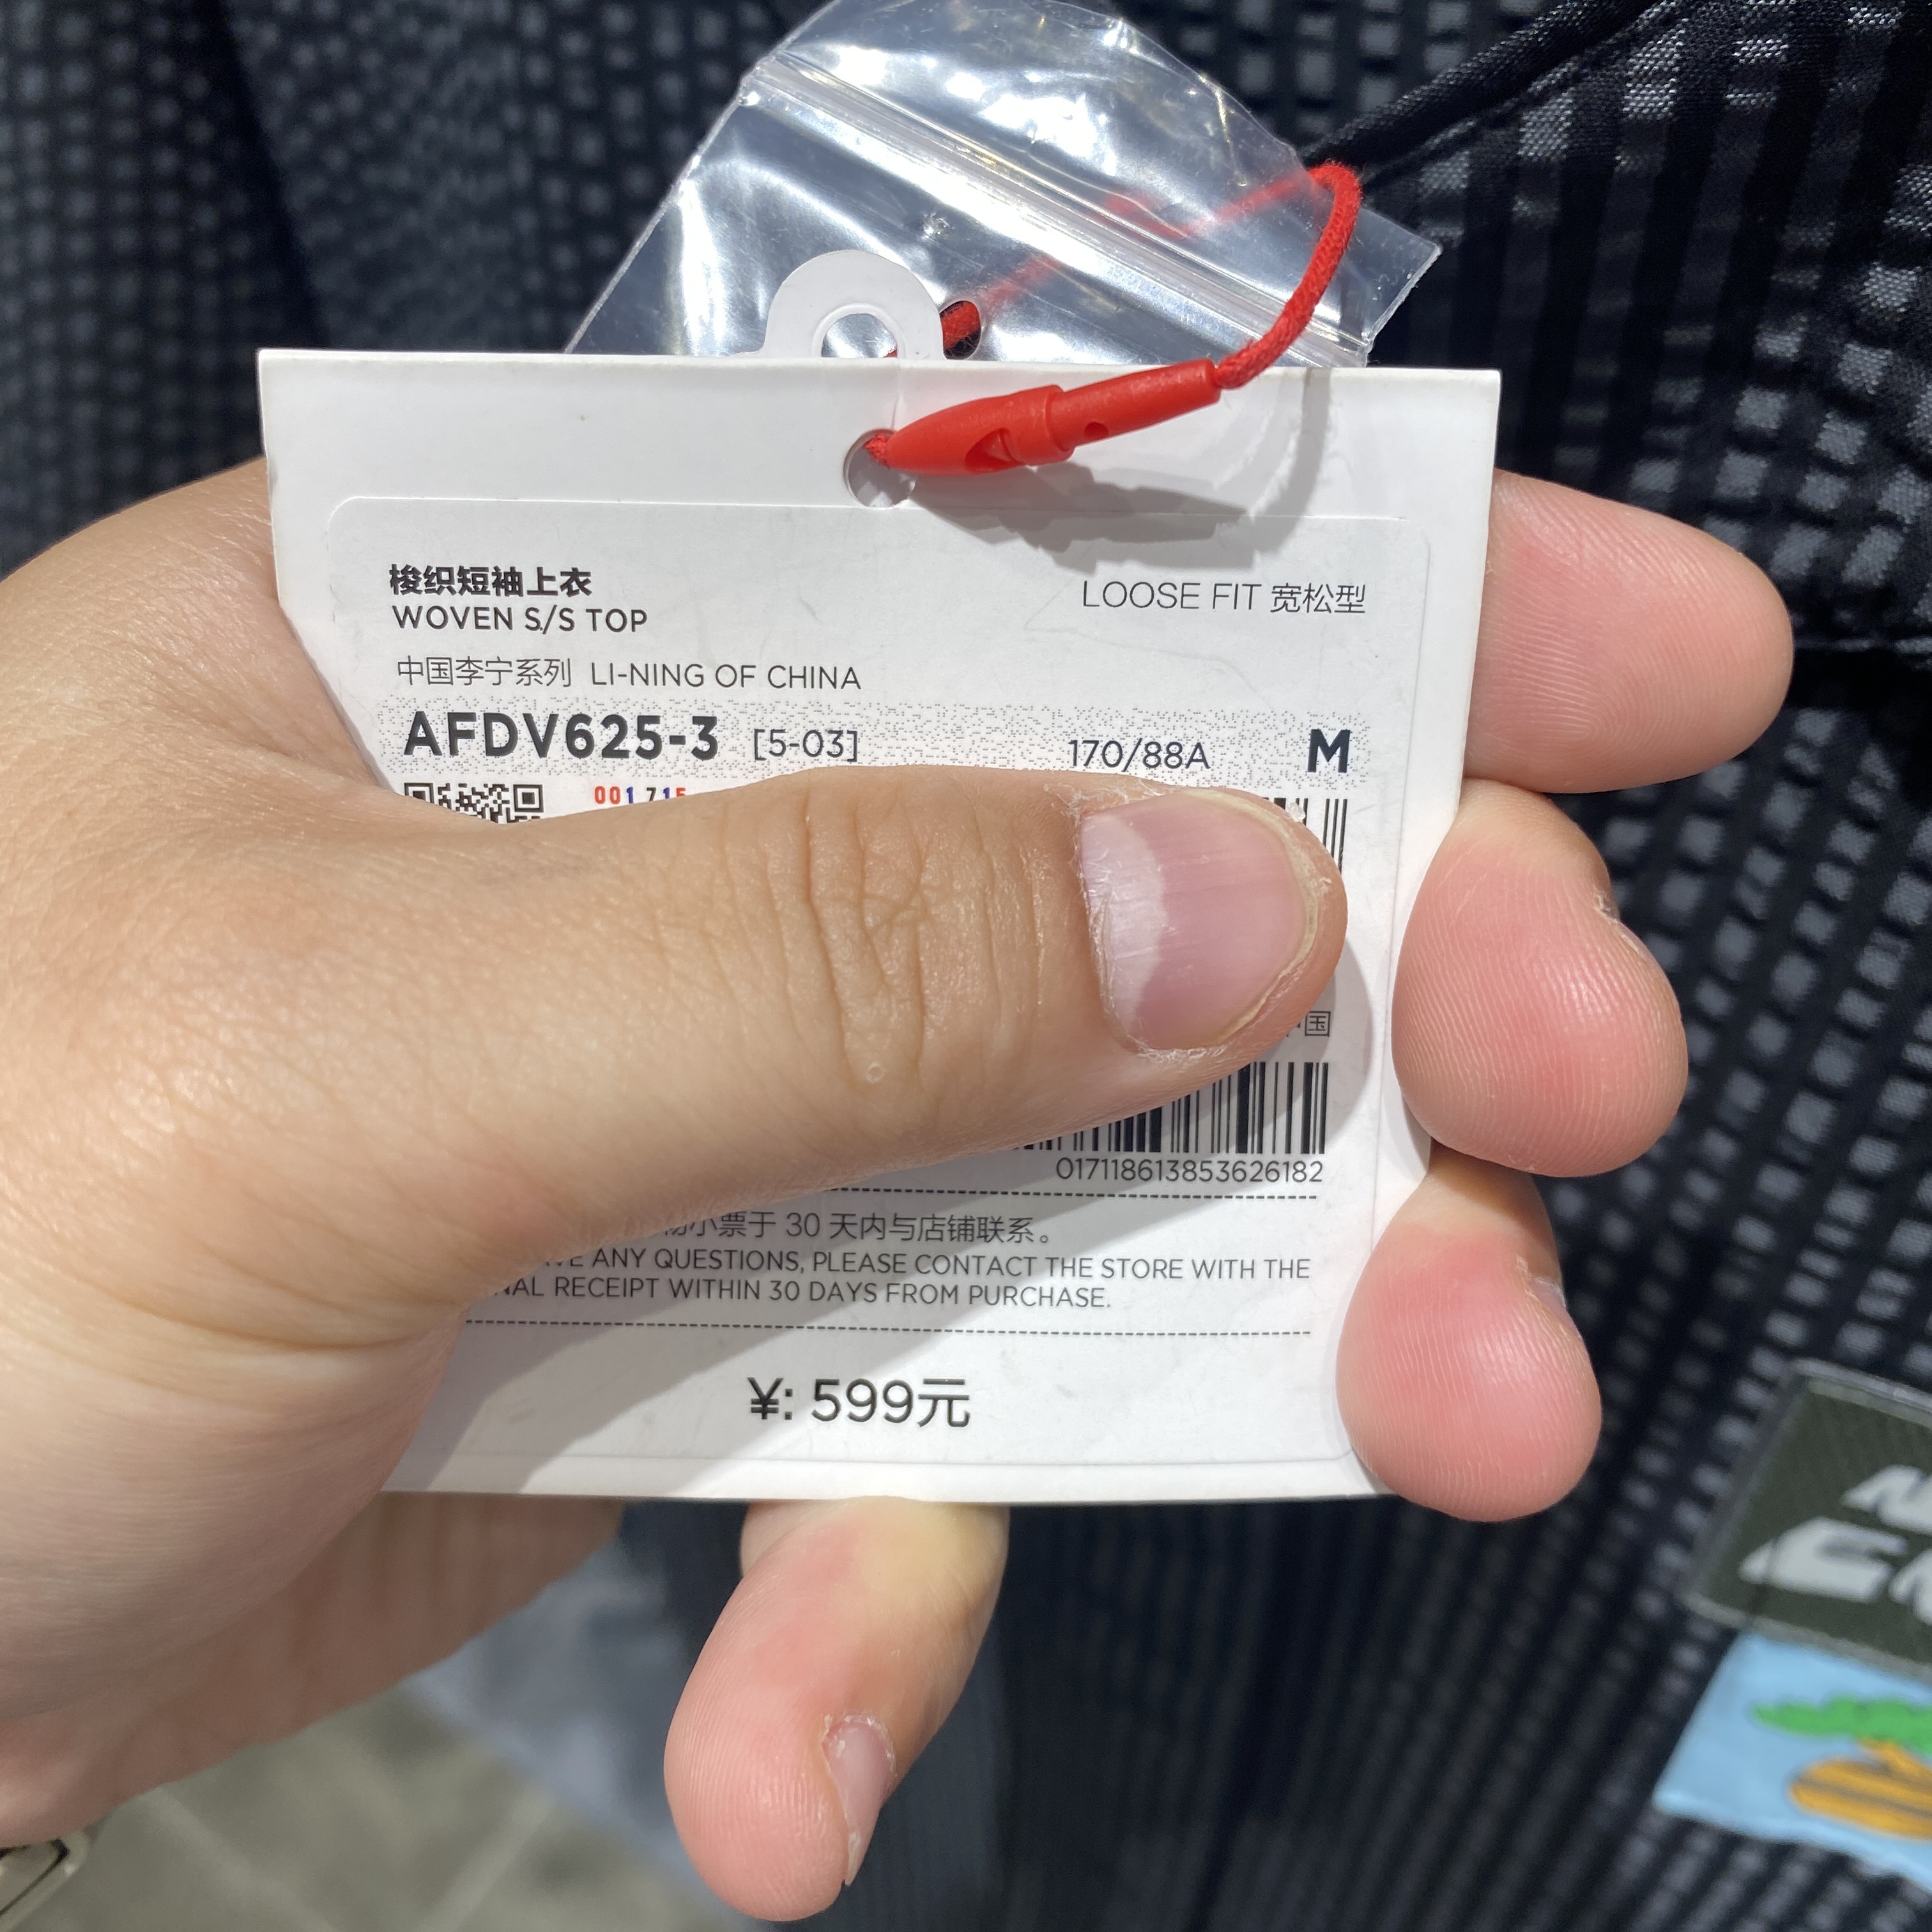 梭织短袖上衣
WOVEN S/S TOP
LOOSE FIT 宽松型
中国李宁系列 LI-NING OF CHINA
AFDV625-3 [5-03] 170/88A M
001715
国
017118613853626182
小票于 30 天内与店铺联系。
ANY QUESTIONS, PLEASE CONTACT THE STORE WITH THE
RECEIPT WITHIN 30 DAYS FROM PURCHASE.
¥: 599元